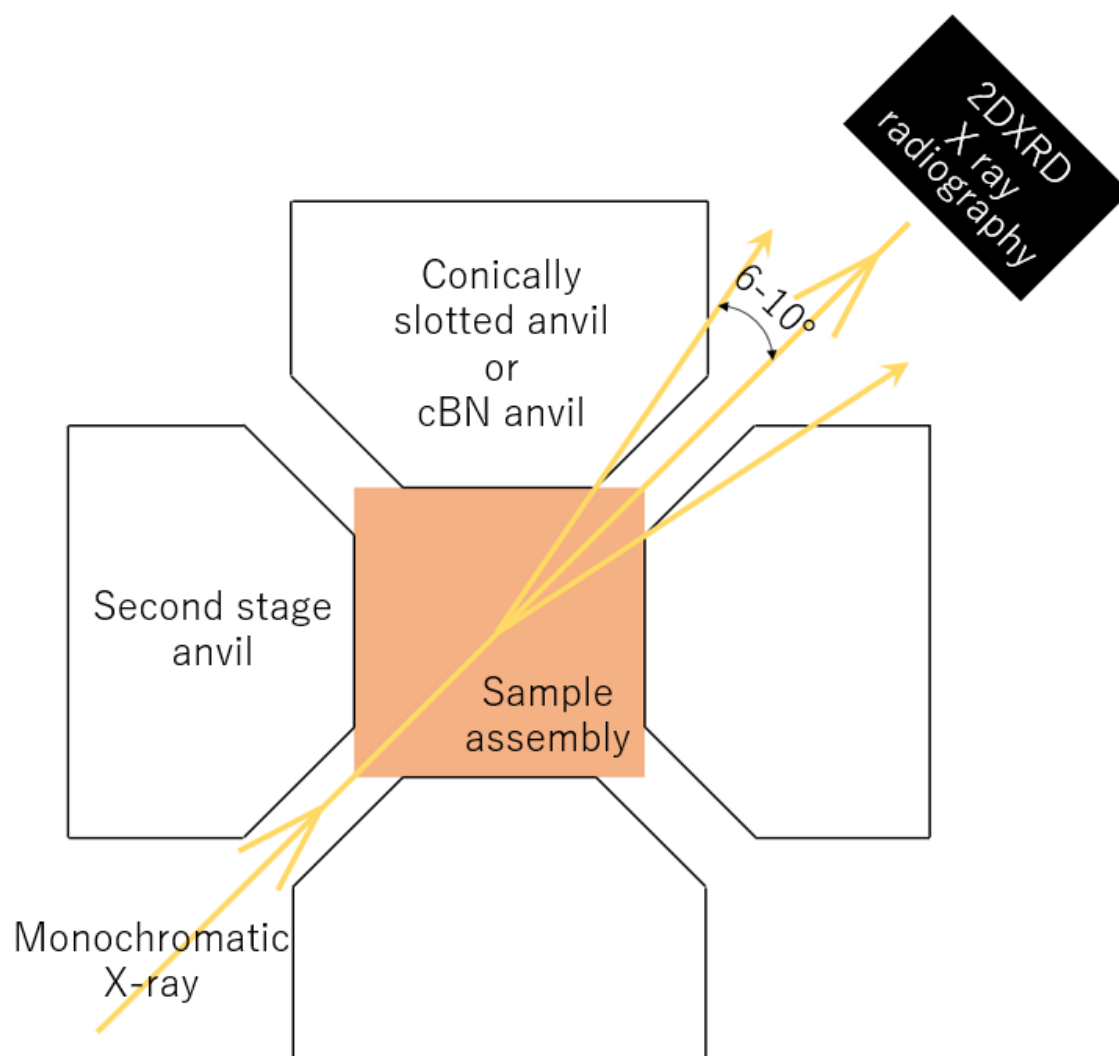 2DXRD
X ray
radiography
Conically
slotted anvil
or
cBN anvil
6-10°
Second stage
anvil
Sample
assembly
Monochromatic
X-ray